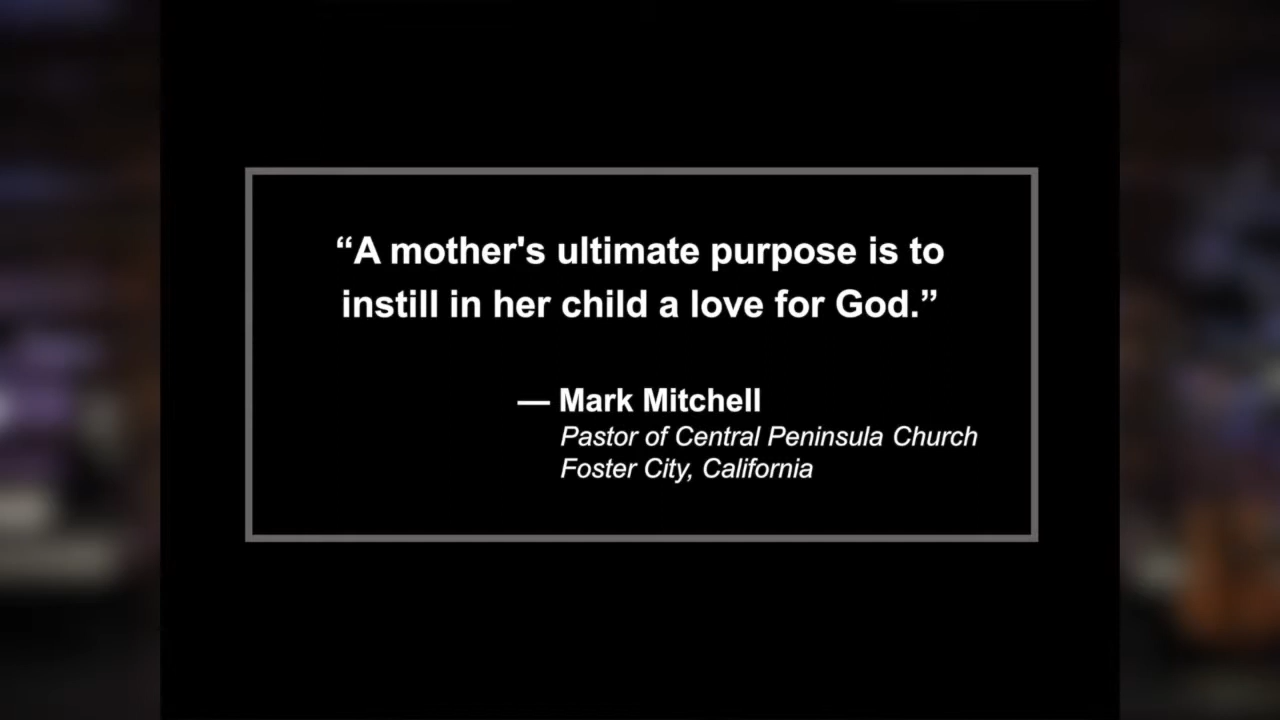 “A mother's ultimate purpose is to
instill in her child a love for God.”
— Mark Mitchell
Pastor of Central Peninsula Church
Foster City, California